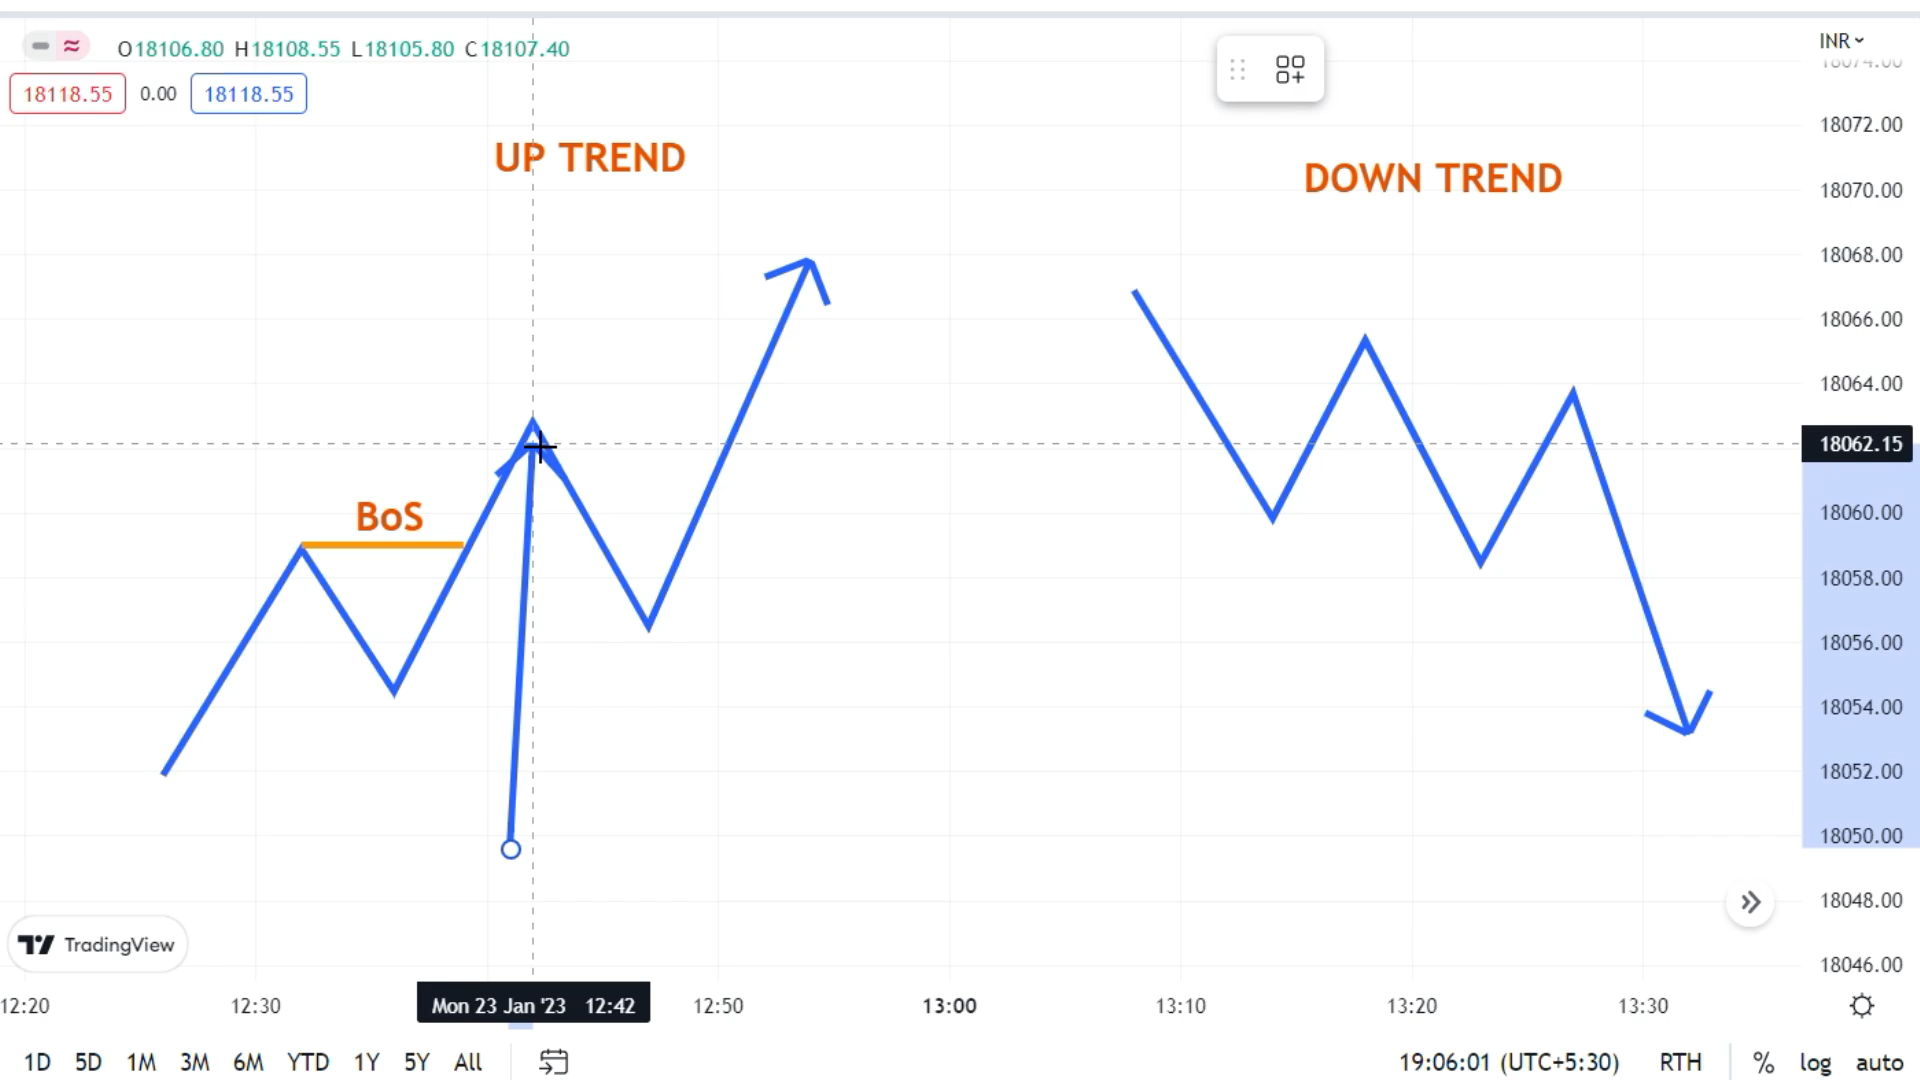 O18106.80 H18108.55 L18105.80 C18107.40
INR
18074.00
18118.55 0.00 18118.55
UP TREND
DOWN TREND
BoS
18072.00
18070.00
18068.00
18066.00
18064.00
18062.15
18060.00
18058.00
18056.00
18054.00
18052.00
18050.00
18048.00
18046.00
TradingView
12:20 12:30 Mon 23 Jan '23 12:42 12:50 13:00 13:10 13:20 13:30
1D 5D 1M 3M 6M YTD 1Y 5Y All 19:06:01 (UTC+5:30) RTH % log auto